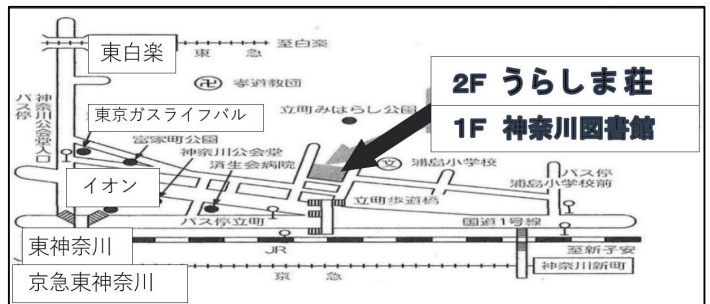 東白楽
東急
至白楽
孝道教団
2F うらしま荘
1F 神奈川図書館
バス停
神奈川公会堂入口
東京ガスライフバル
立町みはらし公園
富家町公園
神奈川公会堂
済生会病院
文
浦島小学校
イオン
バス停
浦島小学校前
立町歩道橋
バス停立町
国道1号線
東神奈川
JR
至新子安
京急東神奈川
京急
神奈川新町